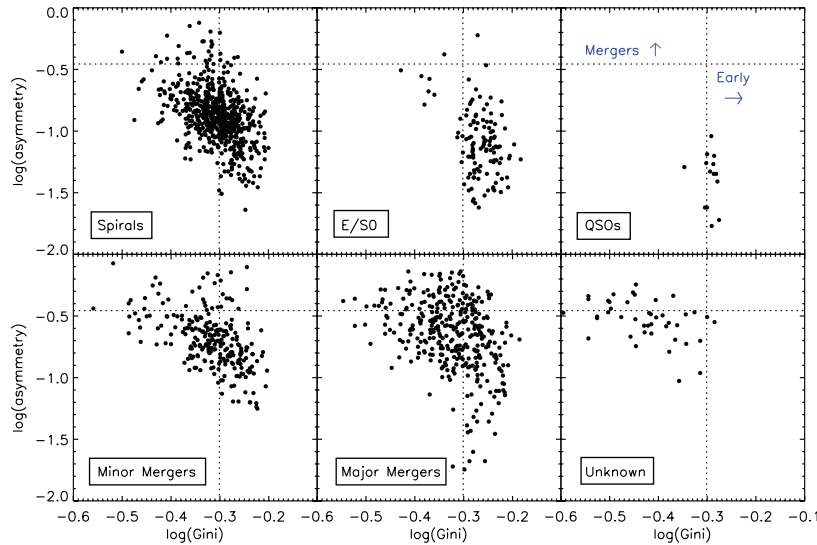 0.0
−0.5
−1.0
−1.5
−2.0
log(asymmetry)
Spirals
E/S0
Mergers ↑
Early
→
QSOs
−0.5
−1.0
−1.5
−2.0
log(asymmetry)
Minor Mergers
Major Mergers
Unknown
−0.6 −0.5 −0.4 −0.3 −0.2 −0.6 −0.5 −0.4 −0.3 −0.2 −0.6 −0.5 −0.4 −0.3 −0.2 −0.1
log(Gini) log(Gini) log(Gini)